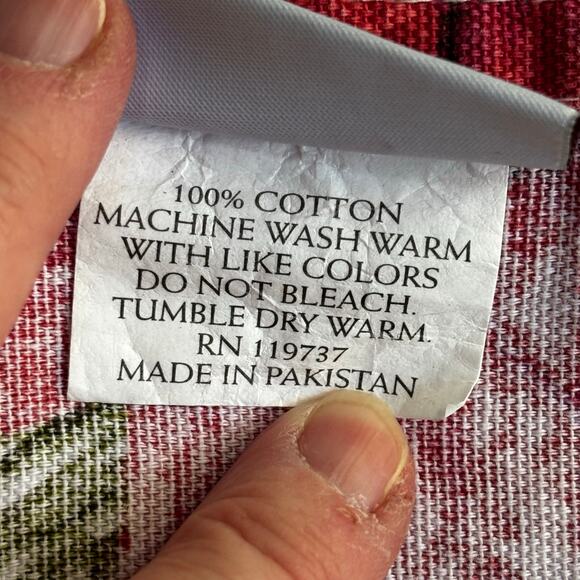 100% COTTON
MACHINE WASH WARM
WITH LIKE COLORS
DO NOT BLEACH.
TUMBLE DRY WARM.
RN 119737
MADE IN PAKISTAN